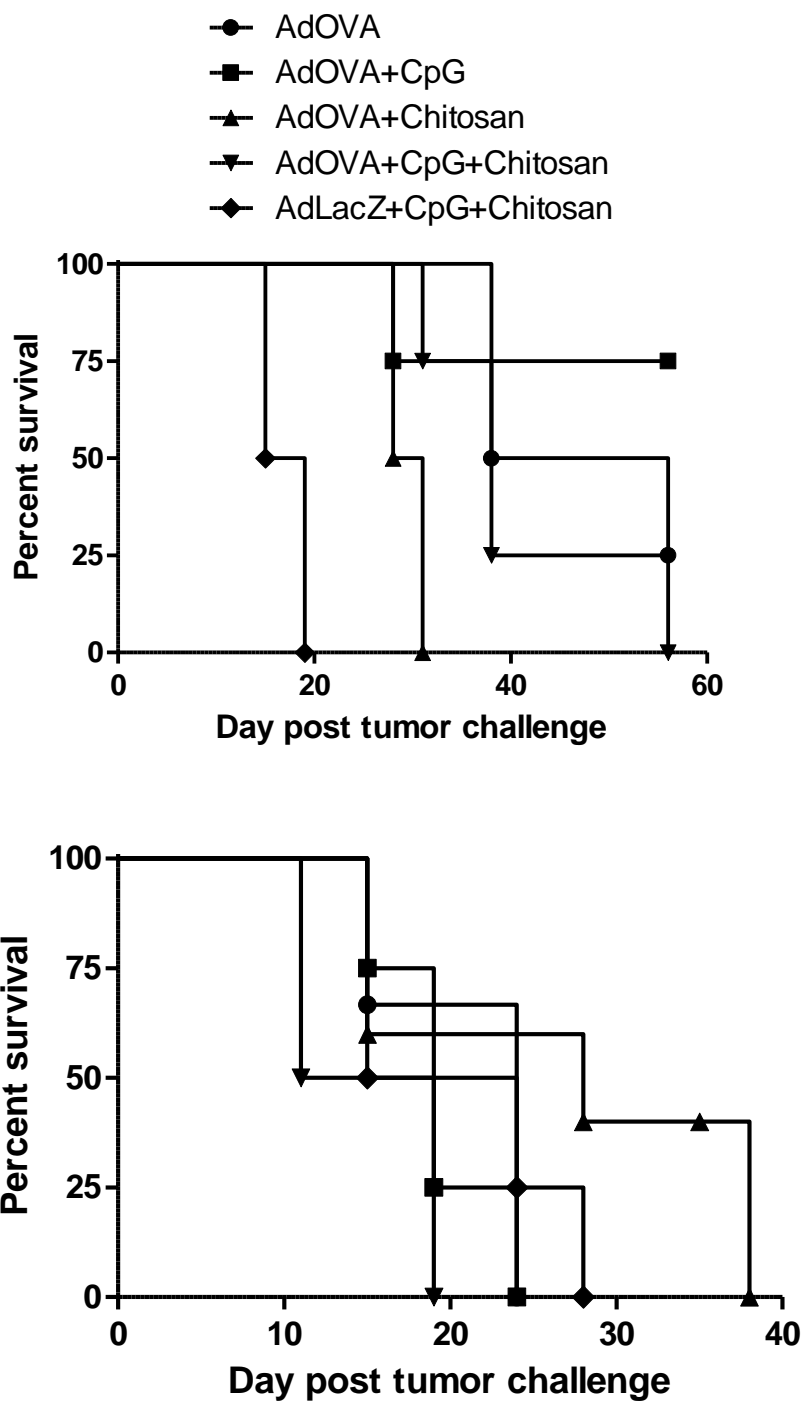 AdOVA
AdOVA+CpG
AdOVA+Chitosan
AdOVA+CpG+Chitosan
AdLacZ+CpG+Chitosan
100
75
50
25
0
Percent survival
0 20 40 60
Day post tumor challenge
100
75
50
25
0
Percent survival
0 10 20 30 40
Day post tumor challenge